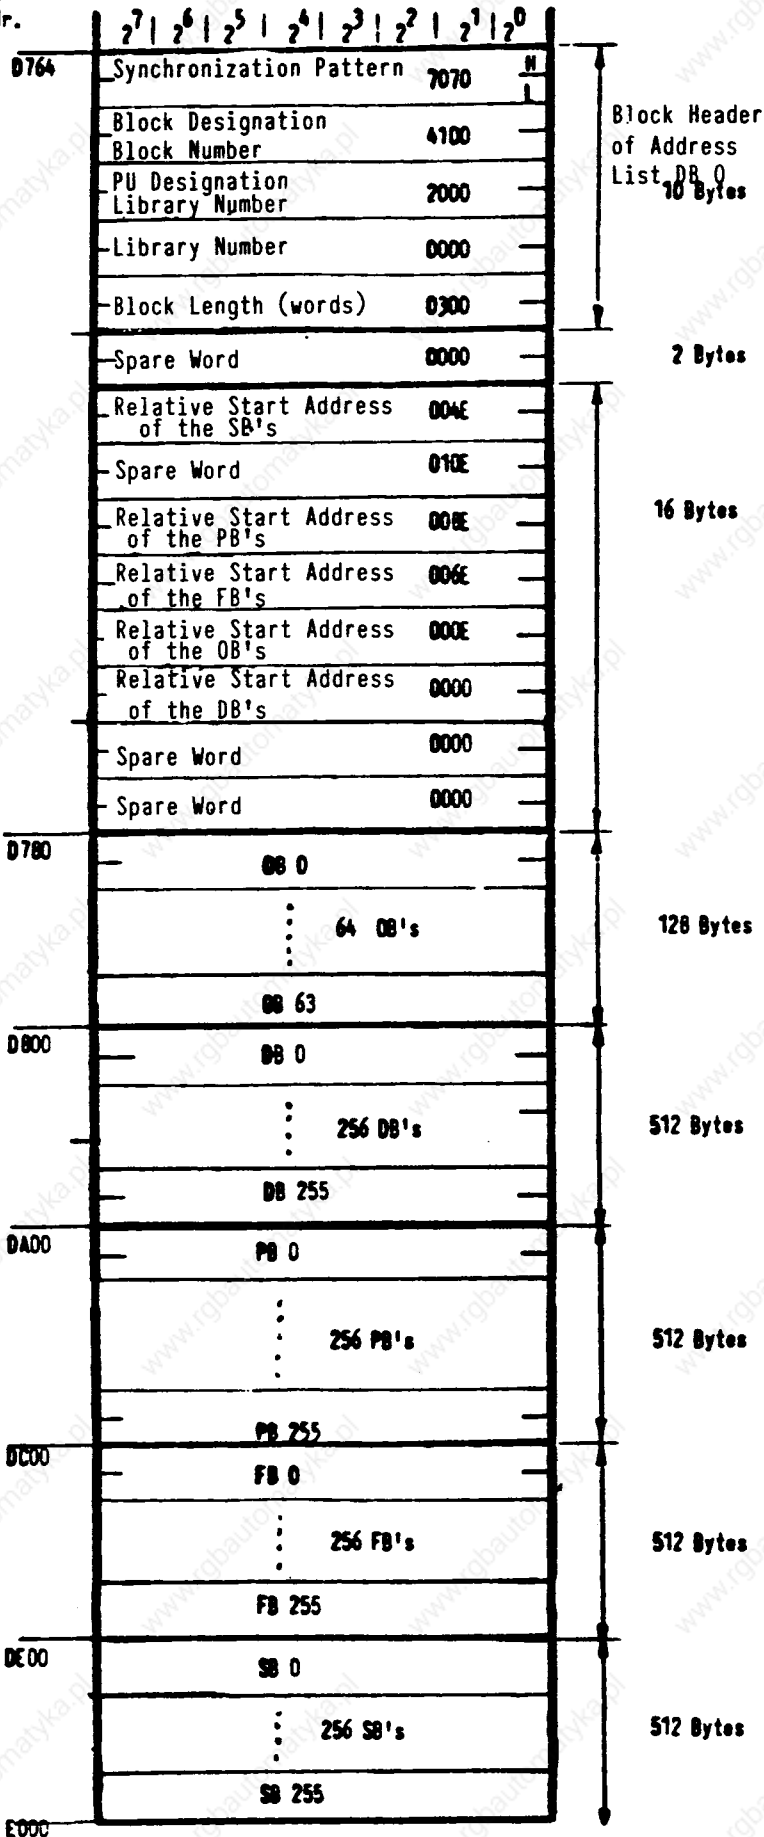 r.
2⁷ | 2⁶ | 2⁵ | 2⁴ | 2³ | 2² | 2¹ | 2⁰
D764
Synchronization Pattern 7070 H
L
Block Header
of Address
List DB 0
10 Bytes
Block Designation
Block Number 4100
PU Designation
Library Number 2000
Library Number 0000
Block Length (words) 0300
Spare Word 0000
2 Bytes
Relative Start Address
of the SB's 004E
Spare Word 010E
16 Bytes
Relative Start Address
of the PB's
Relative Start Address
of the FB's 006E
Relative Start Address
of the OB's 000E
Relative Start Address
of the DB's 0000
Spare Word 0000
Spare Word 0000
D780
OB 0
64 OB's
128 Bytes
OB 63
D800
DB 0
256 DB's
512 Bytes
DB 255
DA00
PB 0
256 PB's
512 Bytes
PB 255
DC00
FB 0
256 FB's
512 Bytes
FB 255
DE00
SB 0
256 SB's
512 Bytes
SB 255
E000
www.rgbautomatyka.pl